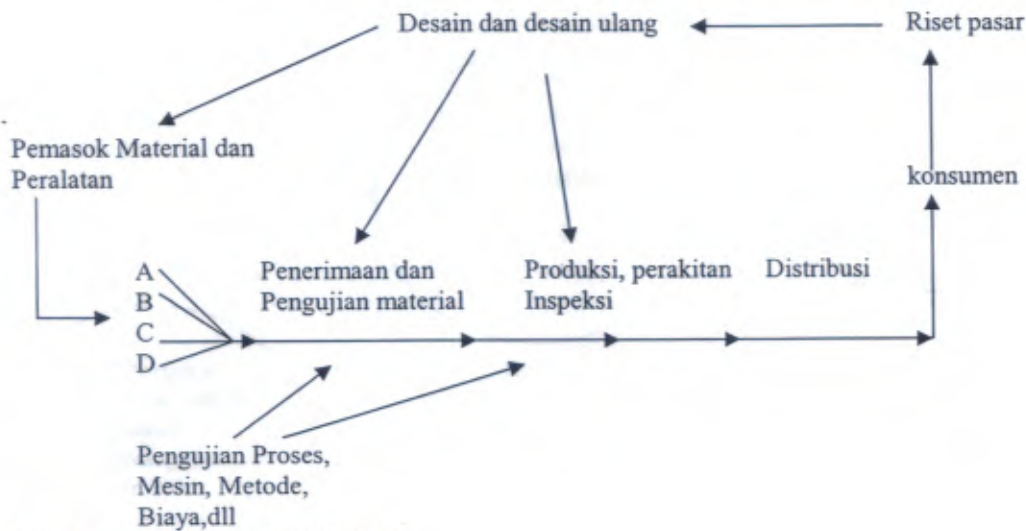 Desain dan desain ulang
Riset pasar
Pemasok Material dan
Peralatan
konsumen
A
B
C
D
Penerimaan dan
Pengujian material
Produksi, perakitan
Inspeksi
Distribusi
Pengujian Proses,
Mesin, Metode,
Biaya,dll